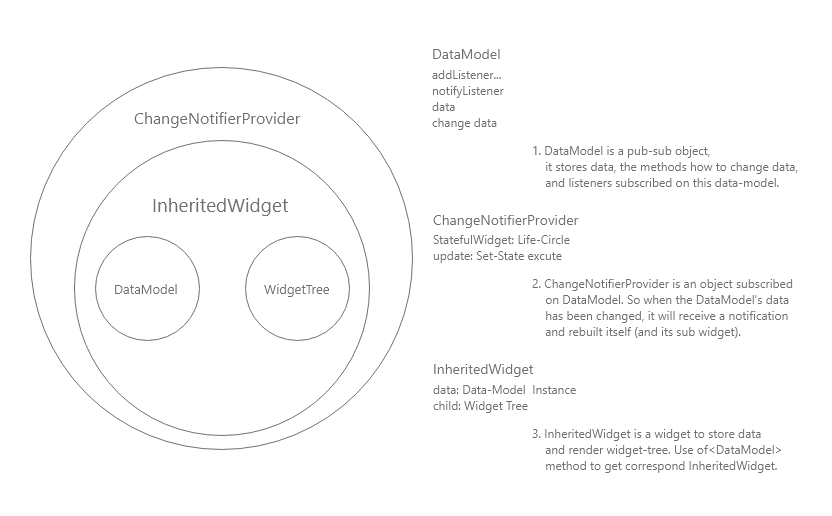 ChangeNotifierProvider
InheritedWidget
DataModel
WidgetTree
DataModel
addListener...
notifyListener
data
change data
1. DataModel is a pub-sub object,
it stores data, the methods how to change data,
and listeners subscribed on this data-model.
ChangeNotifierProvider
StatefulWidget: Life-Circle
update: Set-State excute
2. ChangeNotifierProvider is an object subscribed
on DataModel. So when the DataModel's data
has been changed, it will receive a notification
and rebuilt itself (and its sub widget).
InheritedWidget
data: Data-Model Instance
child: Widget Tree
3. InheritedWidget is a widget to store data
and render widget-tree. Use of<DataModel>
method to get correspond InheritedWidget.